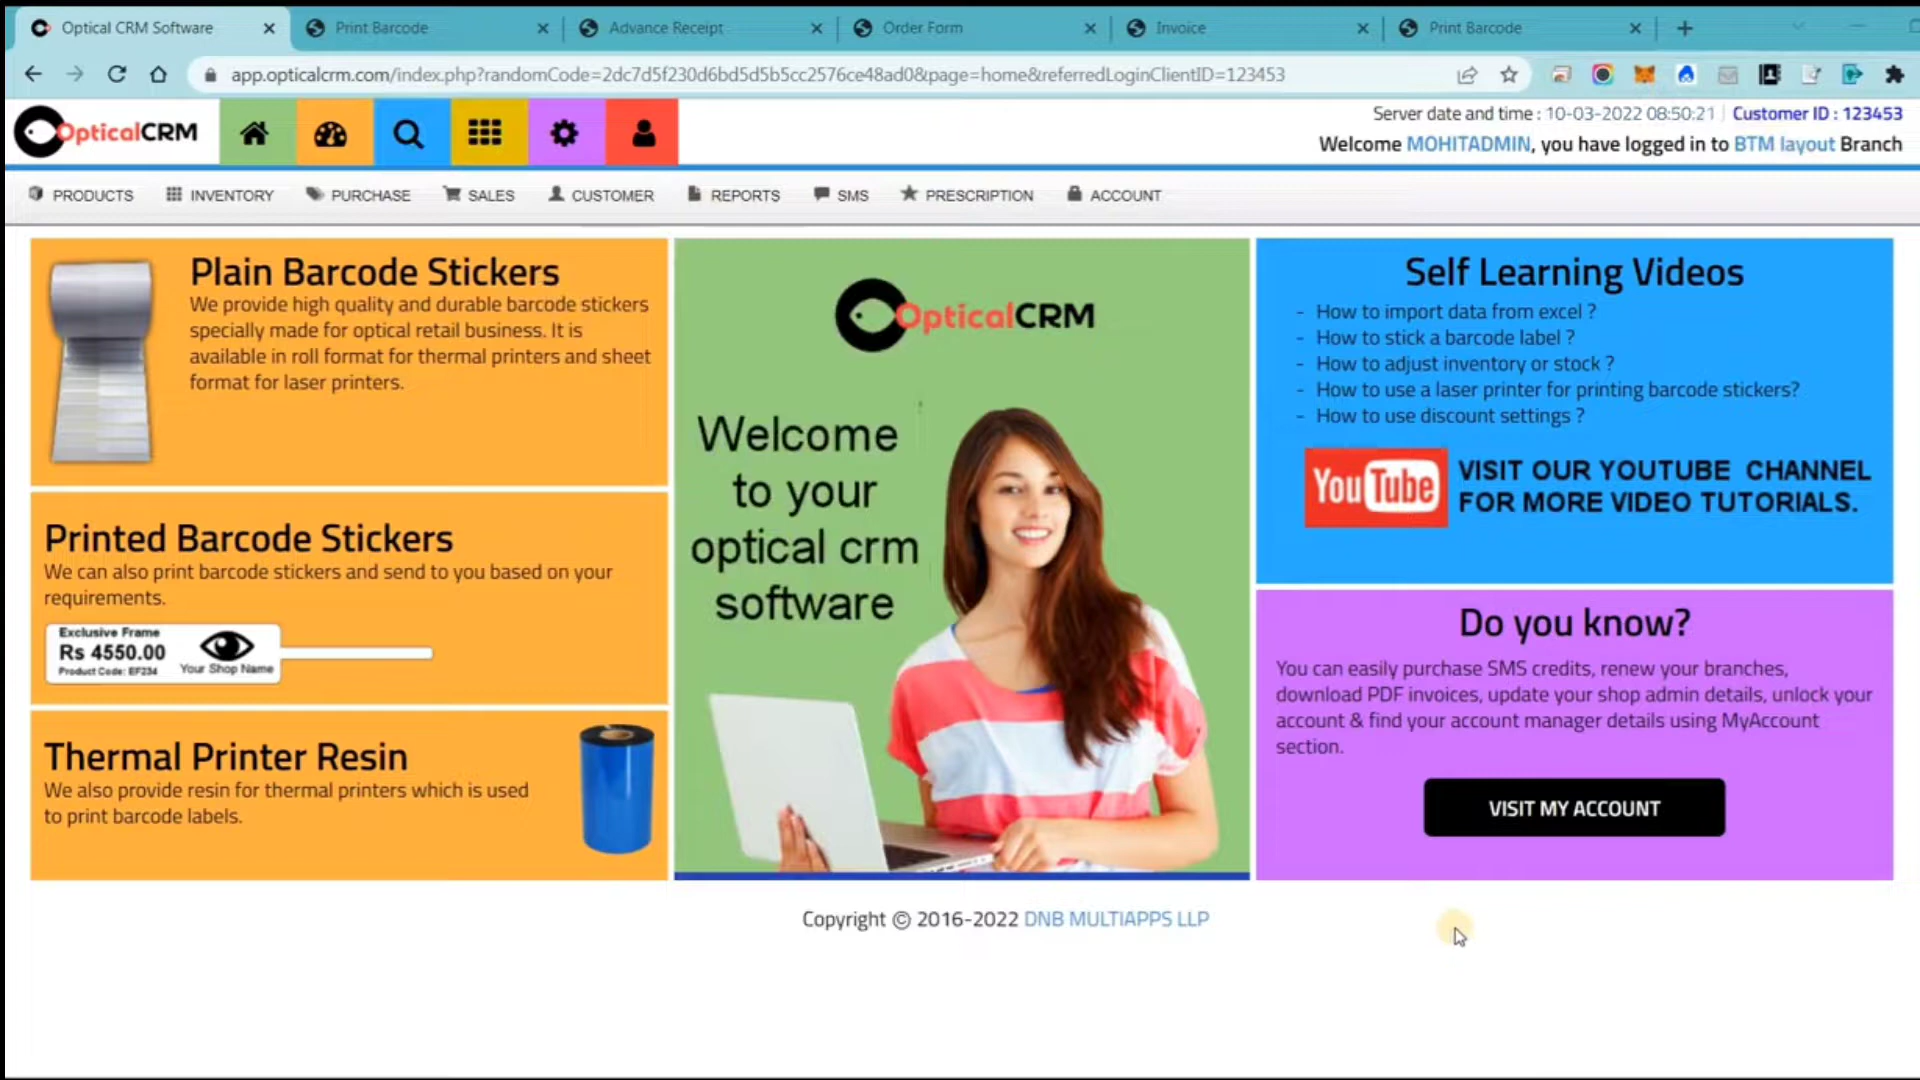 Optical CRM Software
Print Barcode
Advance Receipt
Order Form
Invoice
Print Barcode
app.opticalcrm.com/index.php?randomCode=2dc7d5f230d6bd5d5b5cc2576ce48ad0&page=home&referredLoginClientID=123453
OpticalCRM
Server date and time : 10-03-2022 08:50:21 | Customer ID : 123453
Welcome MOHITADMIN, you have logged in to BTM layout Branch
PRODUCTS INVENTORY PURCHASE SALES CUSTOMER REPORTS SMS PRESCRIPTION ACCOUNT
Plain Barcode Stickers
We provide high quality and durable barcode stickers
specially made for optical retail business. It is
available in roll format for thermal printers and sheet
format for laser printers.
Printed Barcode Stickers
We can also print barcode stickers and send to you based on your
requirements.
Exclusive Frame
Rs 4550.00
Product Code: EF234
Your Shop Name
Thermal Printer Resin
We also provide resin for thermal printers which is used
to print barcode labels.
OpticalCRM
Welcome
to your
optical crm
software
Self Learning Videos
- How to import data from excel ?
- How to stick a barcode label ?
- How to adjust inventory or stock ?
- How to use a laser printer for printing barcode stickers?
- How to use discount settings ?
YouTube
VISIT OUR YOUTUBE CHANNEL
FOR MORE VIDEO TUTORIALS.
Do you know?
You can easily purchase SMS credits, renew your branches,
download PDF invoices, update your shop admin details, unlock your
account & find your account manager details using MyAccount
section.
VISIT MY ACCOUNT
Copyright © 2016-2022 DNB MULTIAPPS LLP